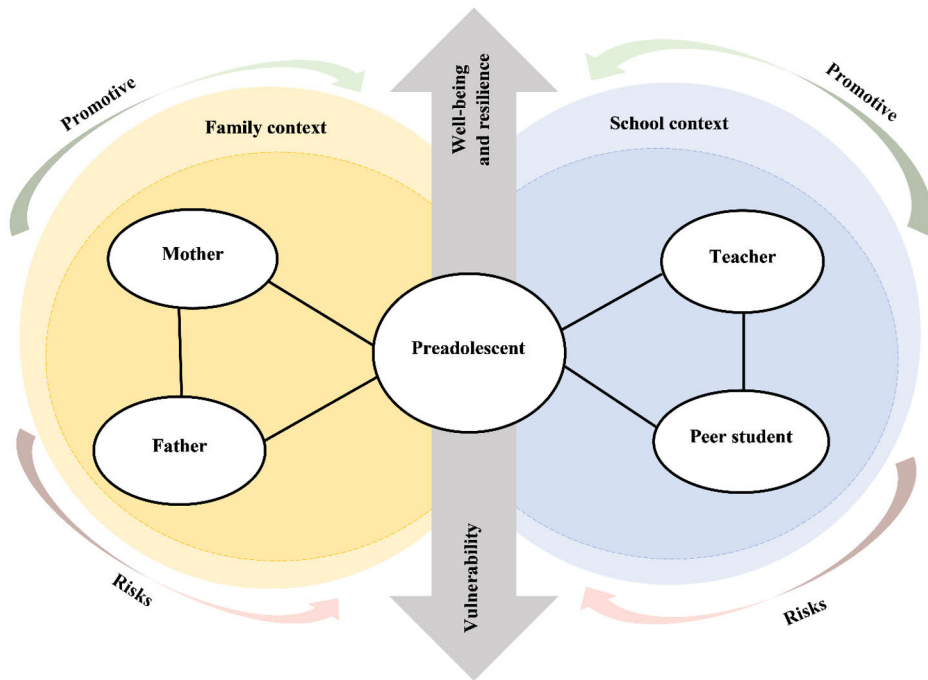 Promotive
Promotive
Family context
Well-being
and resilience
School context
Mother
Teacher
Preadolescent
Father
Peer student
Vulnerability
Risks
Risks